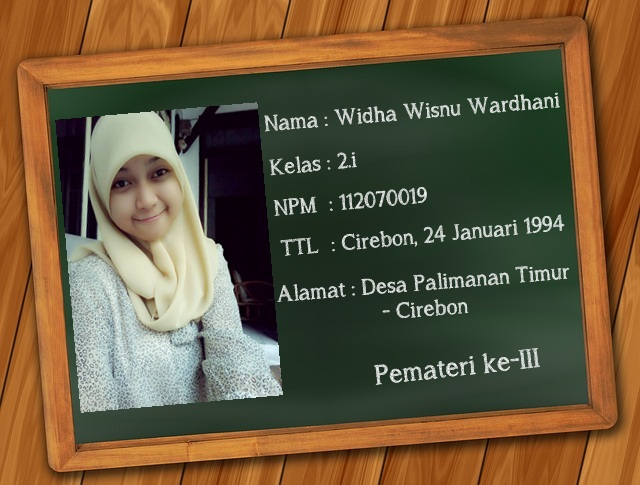 Nama : Widha Wisnu Wardhani
Kelas : 2.i
NPM : 112070019
TTL : Cirebon, 24 Januari 1994
Alamat : Desa Palimanan Timur
- Cirebon
Pemateri ke-III